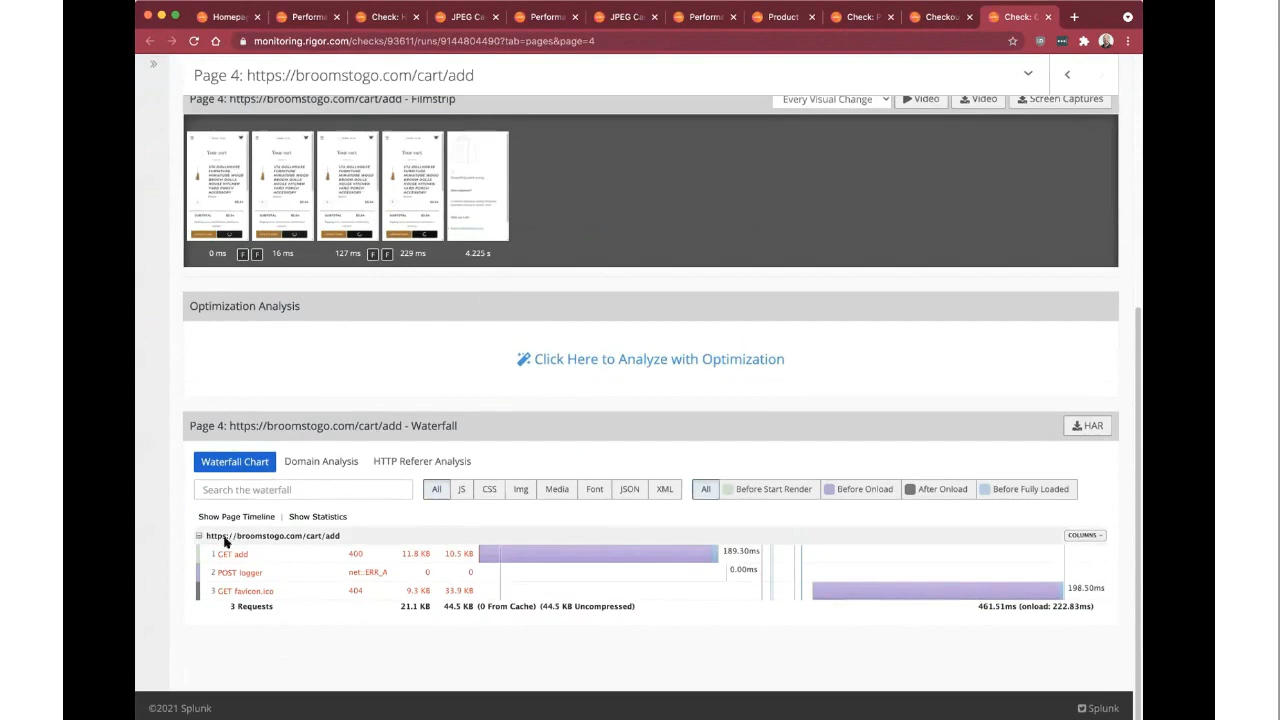 Homepa
Performa
Check: H
JPEG Ca
Performa
JPEG Ca
Performa
Product
Check: P
Checkou
Check: C
monitoring.rigor.com/checks/93611/runs/9144804490?tab=pages&page=4
Page 4: https://broomstogo.com/cart/add
Page 4: https://broomstogo.com/cart/add - Filmstrip
Every Visual Change
Video
Video
Screen Captures
Your cart
Your cart
Your cart
Your cart
0 ms F F 16 ms 127 ms F F 229 ms 4.225 s
Optimization Analysis
Click Here to Analyze with Optimization
Page 4: https://broomstogo.com/cart/add - Waterfall
HAR
Waterfall Chart Domain Analysis HTTP Referer Analysis
Search the waterfall
All JS CSS Img Media Font JSON XML
All Before Start Render Before Onload After Onload Before Fully Loaded
Show Page Timeline | Show Statistics
https://broomstogo.com/cart/add
COLUMNS
1 GET add 400 11.8 KB 10.5 KB 189.30ms
2 POST logger net::ERR_A 0 0 0.00ms
3 GET favicon.ico 404 9.3 KB 33.9 KB 198.50ms
3 Requests 21.1 KB 44.5 KB (0 From Cache) (44.5 KB Uncompressed) 461.51ms (onload: 222.83ms)
©2021 Splunk
Splunk